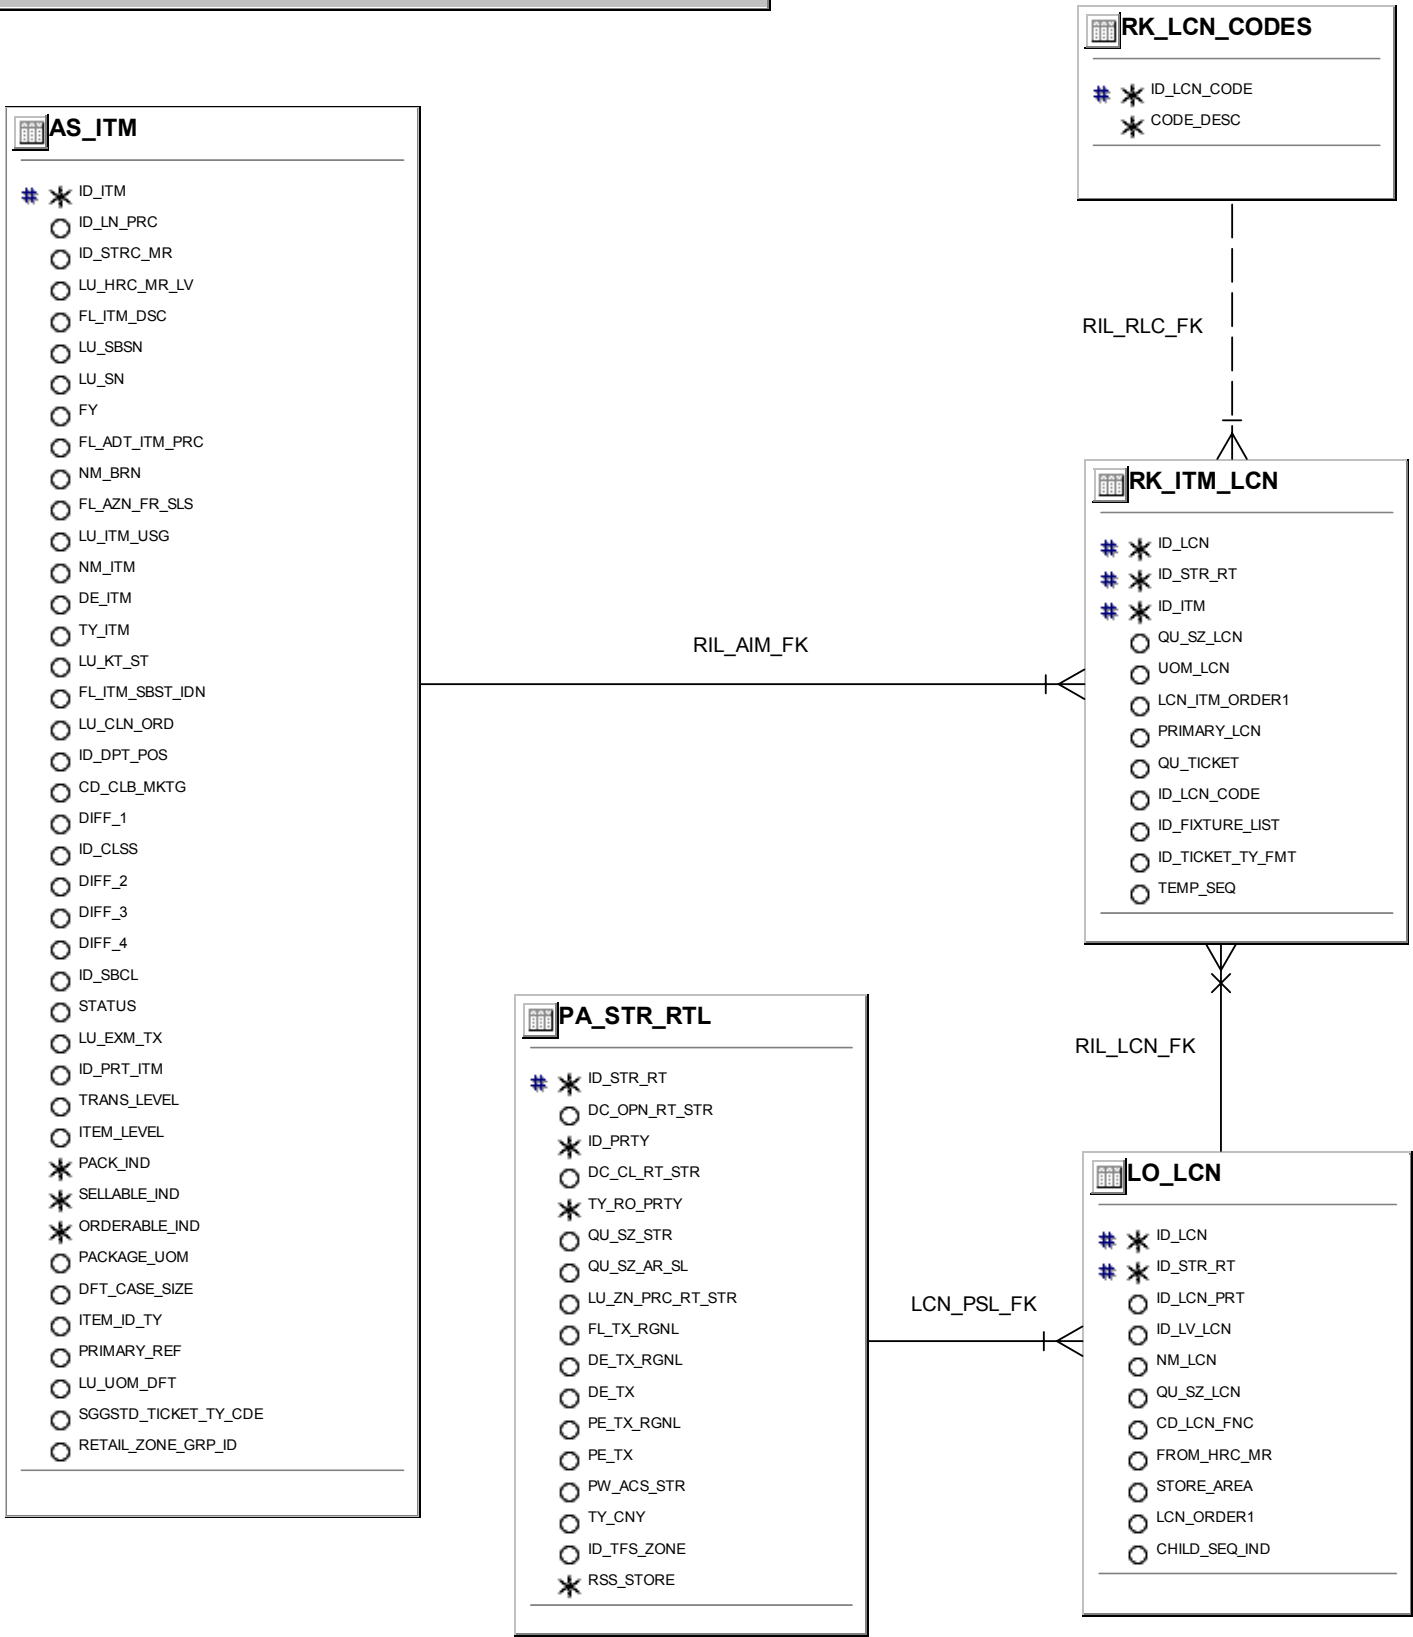 RK_LCN_CODES
# * ID_LCN_CODE
* CODE_DESC
AS_ITM
# * ID_ITM
ID_LN_PRC
ID_STRC_MR
LU_HRC_MR_LV
FL_ITM_DSC
LU_SBSN
LU_SN
FY
FL_ADT_ITM_PRC
NM_BRN
FL_AZN_FR_SLS
LU_ITM_USG
NM_ITM
DE_ITM
TY_ITM
LU_KT_ST
FL_ITM_SBST_IDN
LU_CLN_ORD
ID_DPT_POS
CD_CLB_MKTG
DIFF_1
ID_CLSS
DIFF_2
DIFF_3
DIFF_4
ID_SBCL
STATUS
LU_EXM_TX
ID_PRT_ITM
TRANS_LEVEL
ITEM_LEVEL
* PACK_IND
* SELLABLE_IND
* ORDERABLE_IND
PACKAGE_UOM
DFT_CASE_SIZE
ITEM_ID_TY
PRIMARY_REF
LU_UOM_DFT
SGGSTD_TICKET_TY_CDE
RETAIL_ZONE_GRP_ID
RIL_RLC_FK
RK_ITM_LCN
# * ID_LCN
# * ID_STR_RT
# * ID_ITM
QU_SZ_LCN
UOM_LCN
LCN_ITM_ORDER1
PRIMARY_LCN
QU_TICKET
ID_LCN_CODE
ID_FIXTURE_LIST
ID_TICKET_TY_FMT
TEMP_SEQ
RIL_AIM_FK
PA_STR_RTL
# * ID_STR_RT
DC_OPN_RT_STR
* ID_PRTY
DC_CL_RT_STR
* TY_RO_PRTY
QU_SZ_STR
QU_SZ_AR_SL
LU_ZN_PRC_RT_STR
FL_TX_RGNL
DE_TX_RGNL
DE_TX
PE_TX_RGNL
PE_TX
PW_ACS_STR
TY_CNY
ID_TFS_ZONE
* RSS_STORE
RIL_LCN_FK
LCN_PSL_FK
LO_LCN
# * ID_LCN
# * ID_STR_RT
ID_LCN_PRT
ID_LV_LCN
NM_LCN
QU_SZ_LCN
CD_LCN_FNC
FROM_HRC_MR
STORE_AREA
LCN_ORDER1
CHILD_SEQ_IND